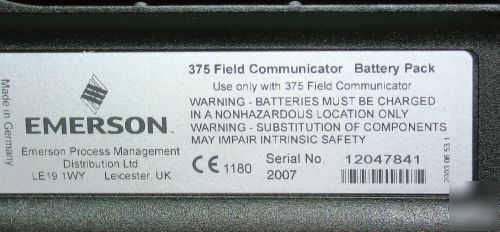 375 Field Communicator Battery Pack
Use only with 375 Field Communicator
WARNING - BATTERIES MUST BE CHARGED
IN A NONHAZARDOUS LOCATION ONLY
WARNING - SUBSTITUTION OF COMPONENTS
MAY IMPAIR INTRINSIC SAFETY
CE 1180 Serial No. 12047841
2007
Made in Germany
EMERSON
Emerson Process Management
Distribution Ltd
LE19 1WY Leicester, UK